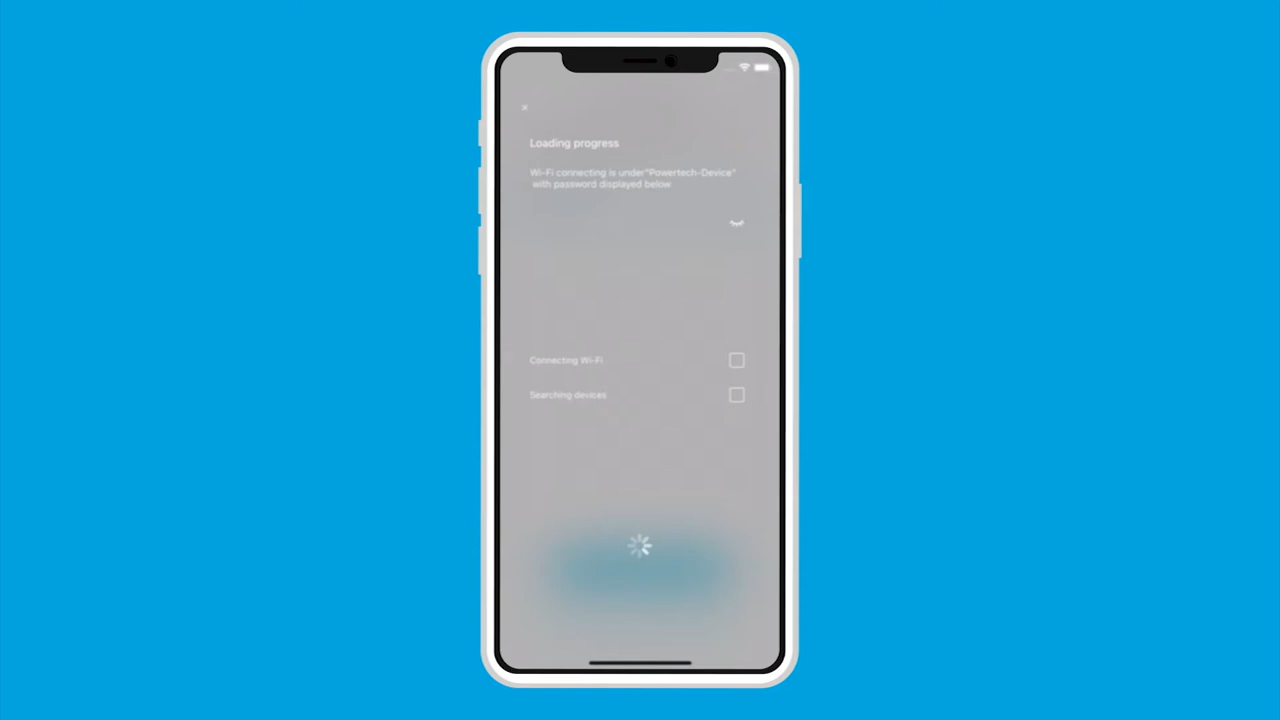 Loading progress
Wi-Fi connecting is under"Powertech-Device"
with password displayed below
Connecting Wi-Fi
Searching devices